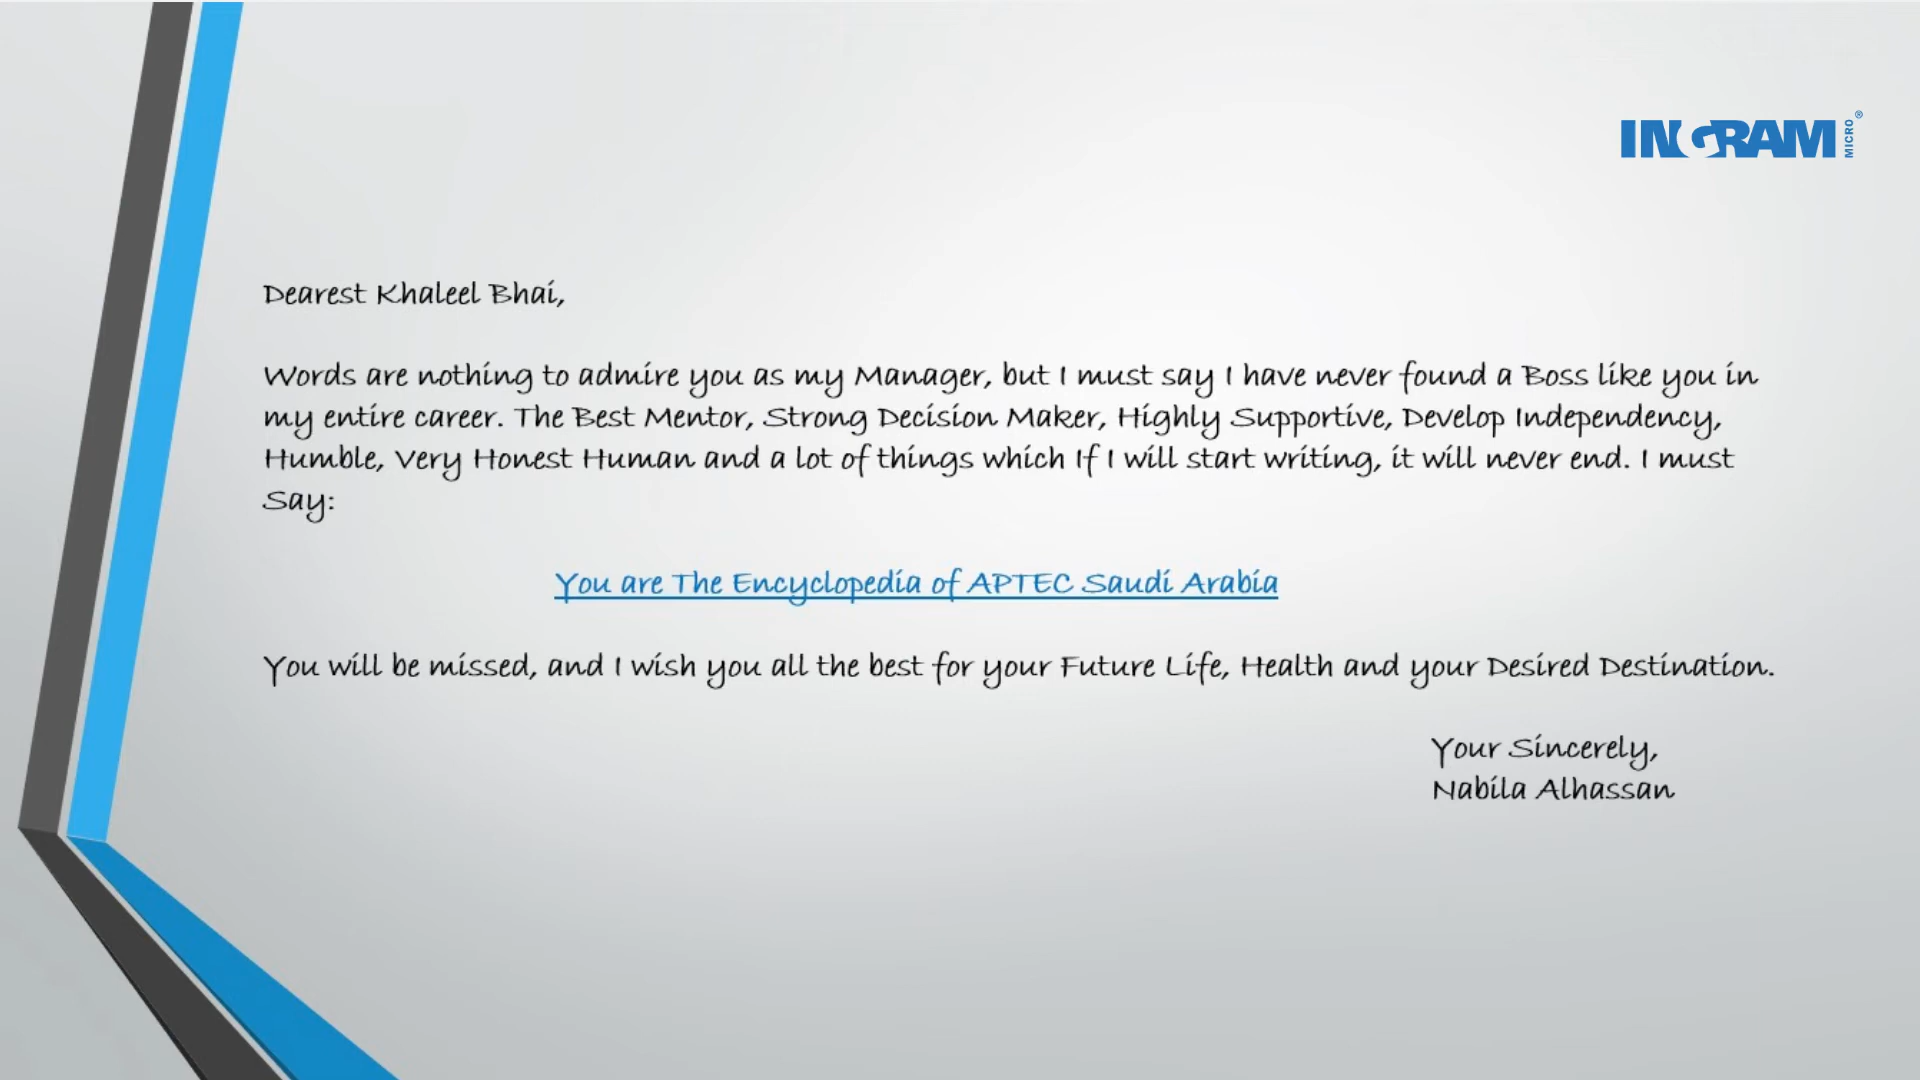 INGRAM MICRO®
Dearest Khaleel Bhai,
Words are nothing to admire you as my Manager, but I must say I have never found a Boss like you in
my entire career. The Best Mentor, Strong Decision Maker, Highly Supportive, Develop Independency,
Humble, Very Honest Human and a lot of things which If I will start writing, it will never end. I must
Say:
You are The Encyclopedia of APTEC Saudi Arabia
You will be missed, and I wish you all the best for your Future Life, Health and your Desired Destination.
Your Sincerely,
Nabila Alhassan